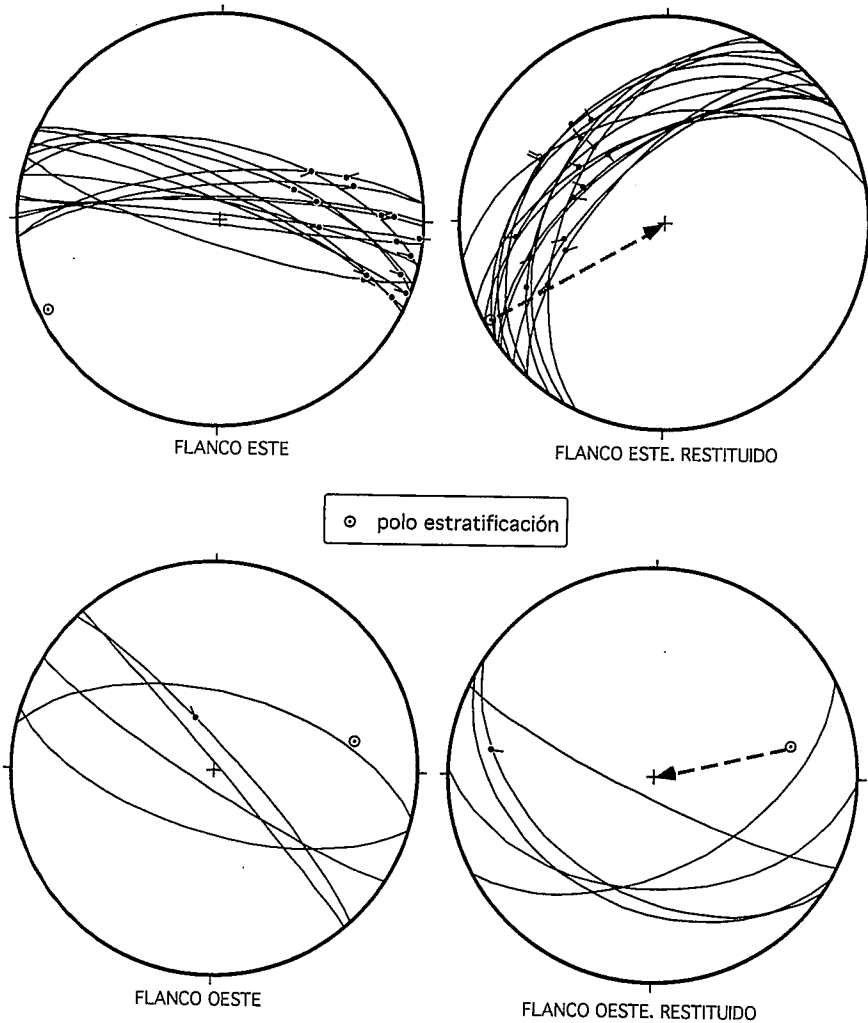 FLANCO ESTE
FLANCO ESTE. RESTITUIDO
polo estratificación
FLANCO OESTE
FLANCO OESTE. RESTITUIDO